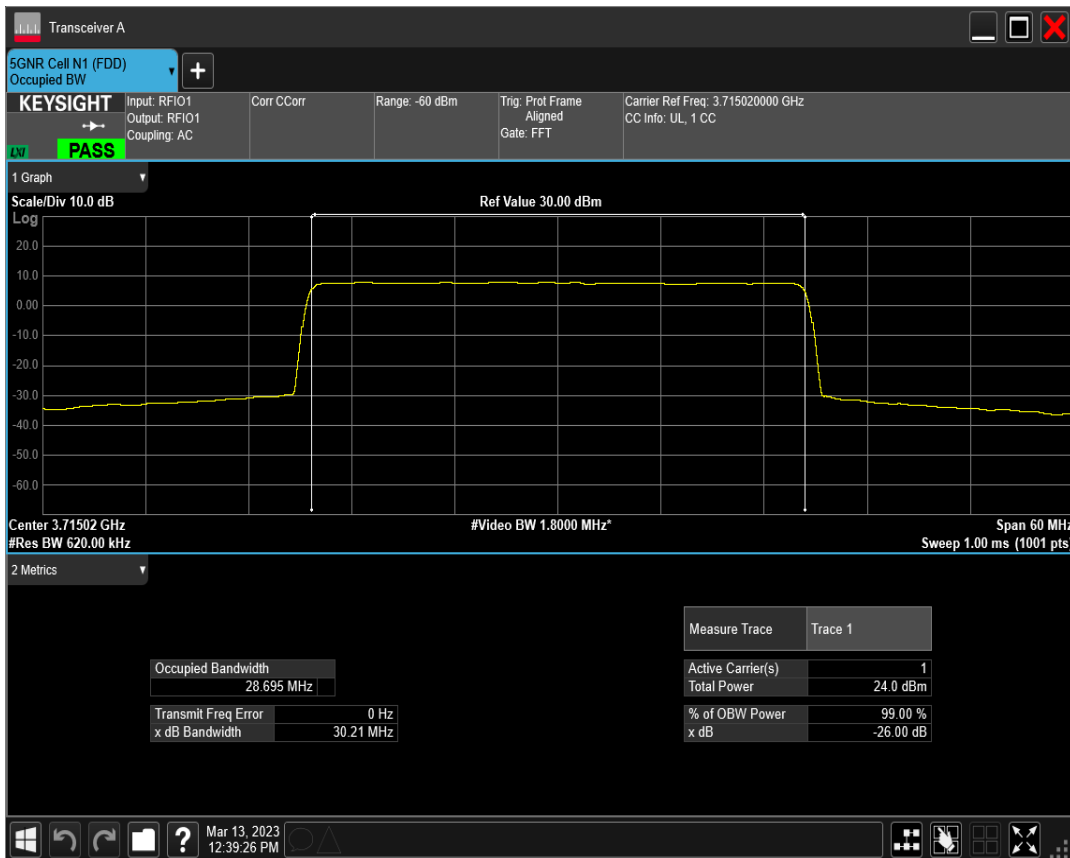 Transceiver A
5GNR Cell N1 (FDD)
Occupied BW
+
KEYSIGHT
LXI
PASS
Input: RFIO1
Output: RFIO1
Coupling: AC
Corr CCorr
Range: -60 dBm
Trig: Prot Frame
Aligned
Gate: FFT
Carrier Ref Freq: 3.715020000 GHz
CC Info: UL, 1 CC
1 Graph
Scale/Div 10.0 dB
Ref Value 30.00 dBm
Log
20.0
10.0
0.00
-10.0
-20.0
-30.0
-40.0
-50.0
-60.0
Center 3.71502 GHz
#Video BW 1.8000 MHz*
Span 60 MHz
#Res BW 620.00 kHz
Sweep 1.00 ms (1001 pts)
2 Metrics
Measure Trace Trace 1
Occupied Bandwidth
28.695 MHz
Active Carrier(s) 1
Total Power 24.0 dBm
Transmit Freq Error 0 Hz
x dB Bandwidth 30.21 MHz
% of OBW Power 99.00 %
x dB -26.00 dB
?
Mar 13, 2023
12:39:26 PM